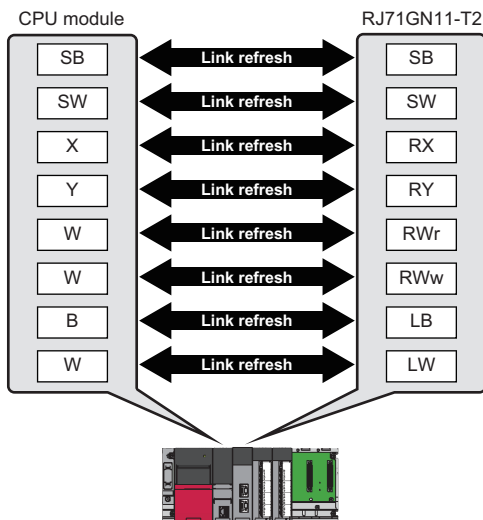 CPU module RJ71GN11-T2
SB Link refresh SB
SW Link refresh SW
X Link refresh RX
Y Link refresh RY
W Link refresh RWr
W Link refresh RWw
B Link refresh LB
W Link refresh LW